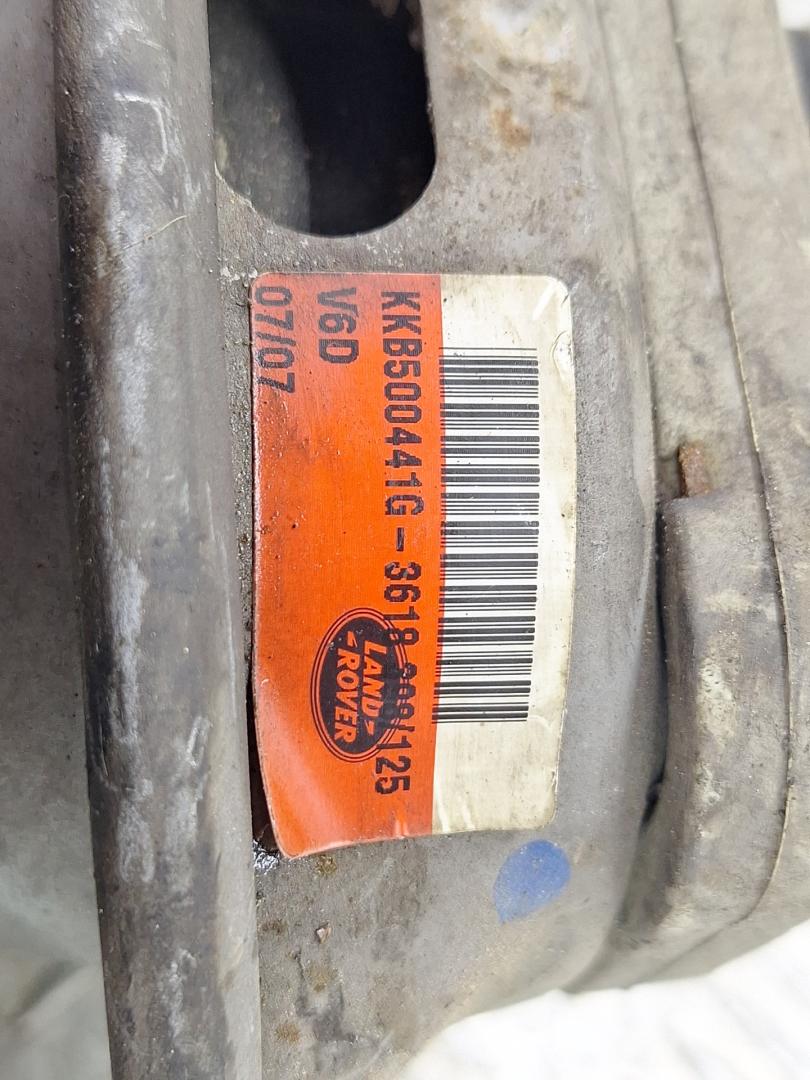 KKB500441G - 3618
V6D
07/07
LAND
ROVER